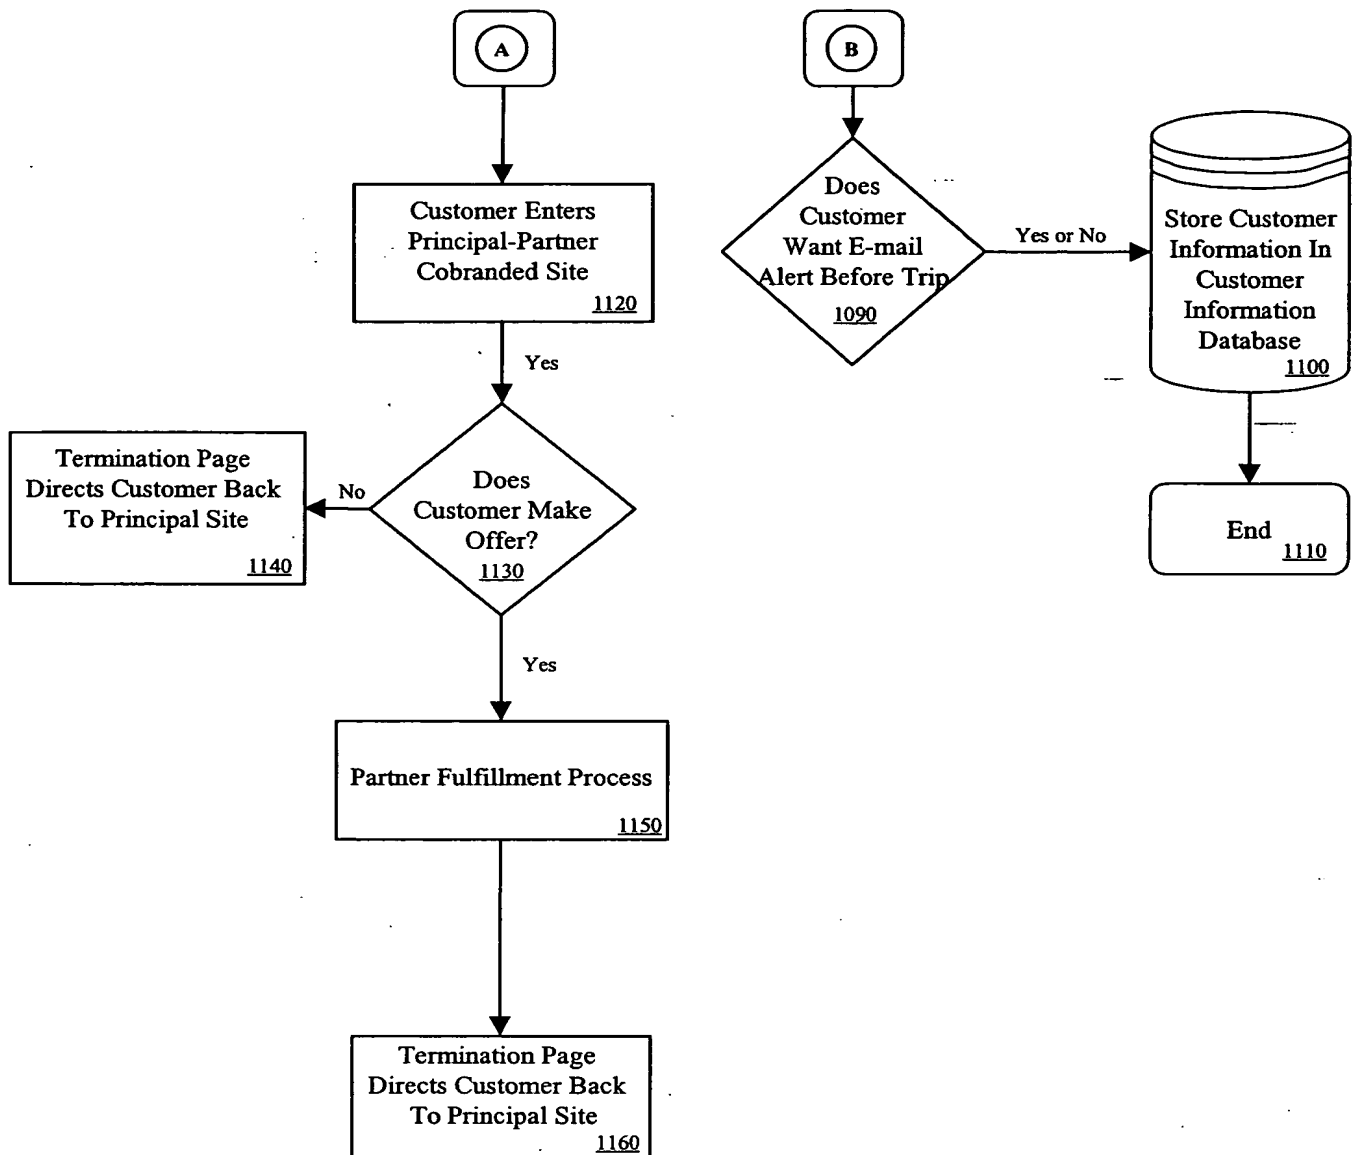 A
Customer Enters
Principal-Partner
Cobranded Site
1120
Yes
Does
Customer Make
Offer?
1130
No
Termination Page
Directs Customer Back
To Principal Site
1140
Yes
Partner Fulfillment Process
1150
Termination Page
Directs Customer Back
To Principal Site
1160
B
Does
Customer
Want E-mail
Alert Before Trip
1090
Yes or No
Store Customer
Information In
Customer
Information
Database
1100
End
1110